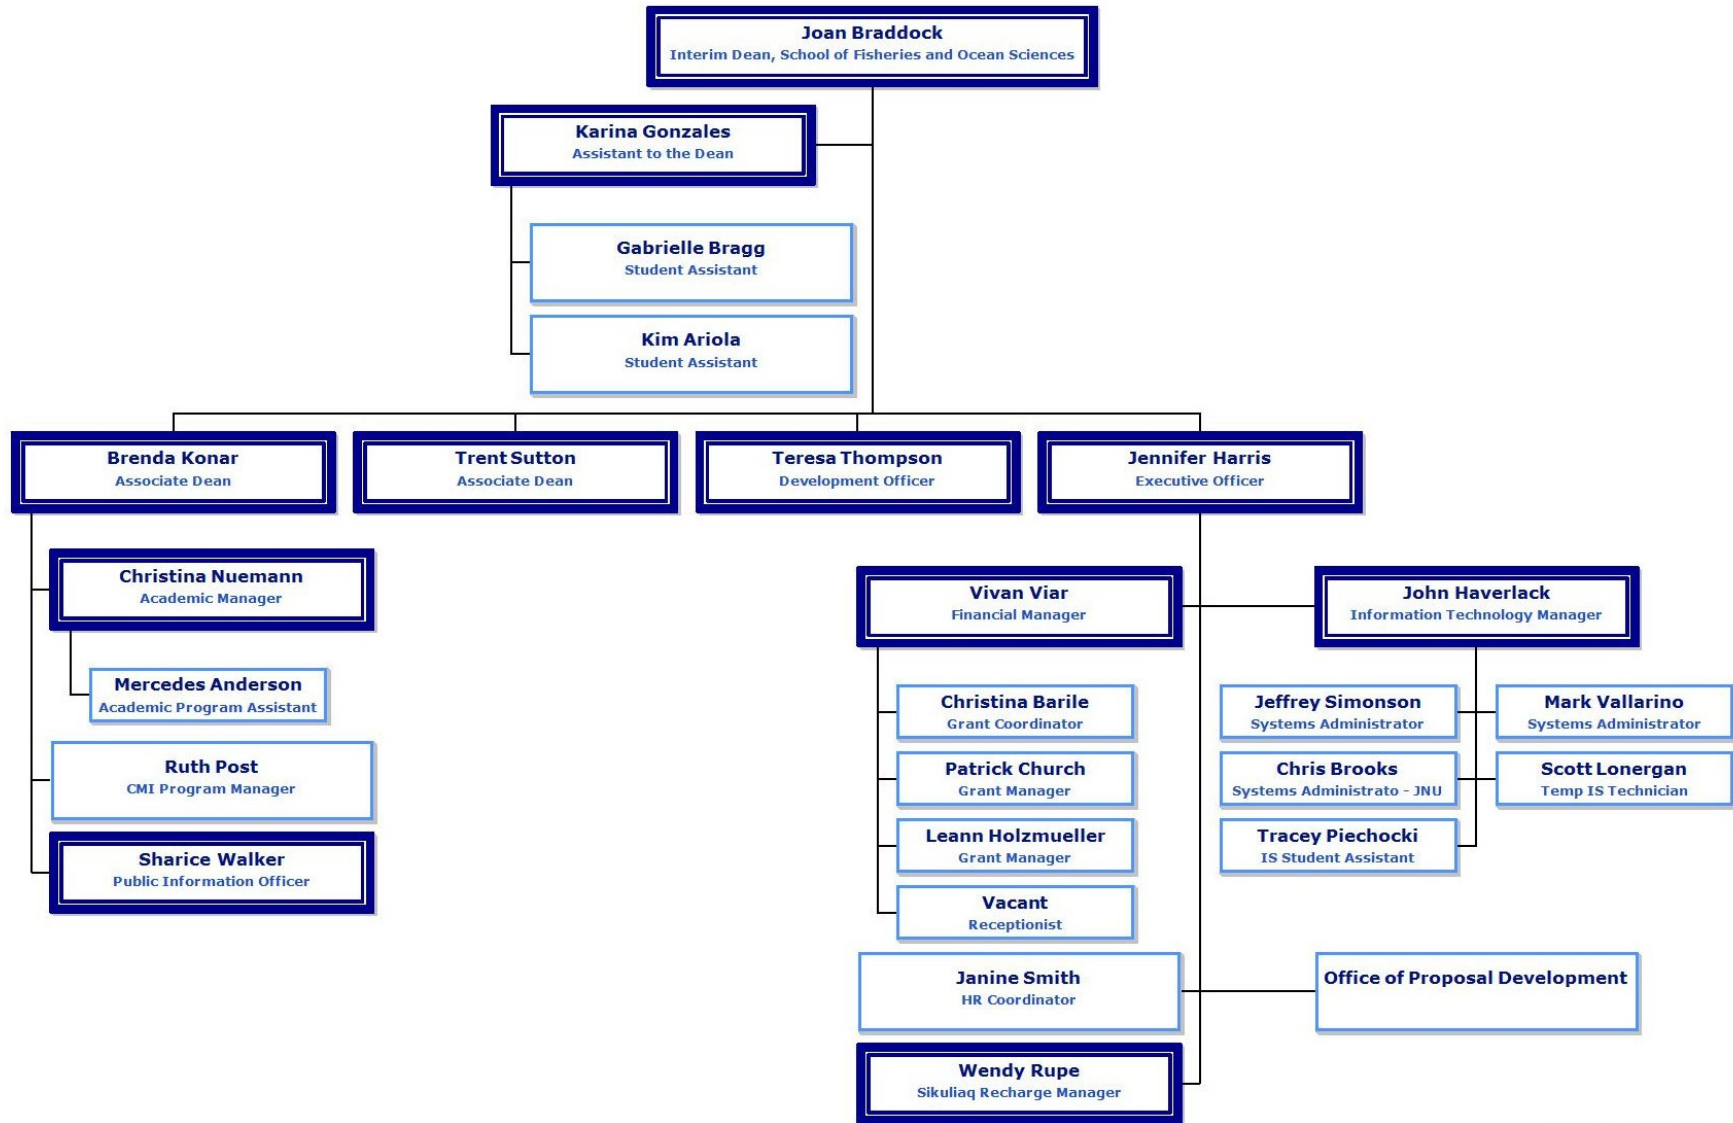 Joan Braddock
Interim Dean, School of Fisheries and Ocean Sciences
Karina Gonzales
Assistant to the Dean
Gabrielle Bragg
Student Assistant
Kim Ariola
Student Assistant
Brenda Konar
Associate Dean
Trent Sutton
Associate Dean
Teresa Thompson
Development Officer
Jennifer Harris
Executive Officer
Christina Nuemann
Academic Manager
Mercedes Anderson
Academic Program Assistant
Ruth Post
CMI Program Manager
Sharice Walker
Public Information Officer
Vivan Viar
Financial Manager
Christina Barile
Grant Coordinator
Patrick Church
Grant Manager
Leann Holzmueller
Grant Manager
Vacant
Receptionist
John Haverlack
Information Technology Manager
Jeffrey Simonson
Systems Administrator
Mark Vallarino
Systems Administrator
Chris Brooks
Systems Administrato - JNU
Scott Lonergan
Temp IS Technician
Tracey Piechocki
IS Student Assistant
Janine Smith
HR Coordinator
Office of Proposal Development
Wendy Rupe
Sikuliaq Recharge Manager